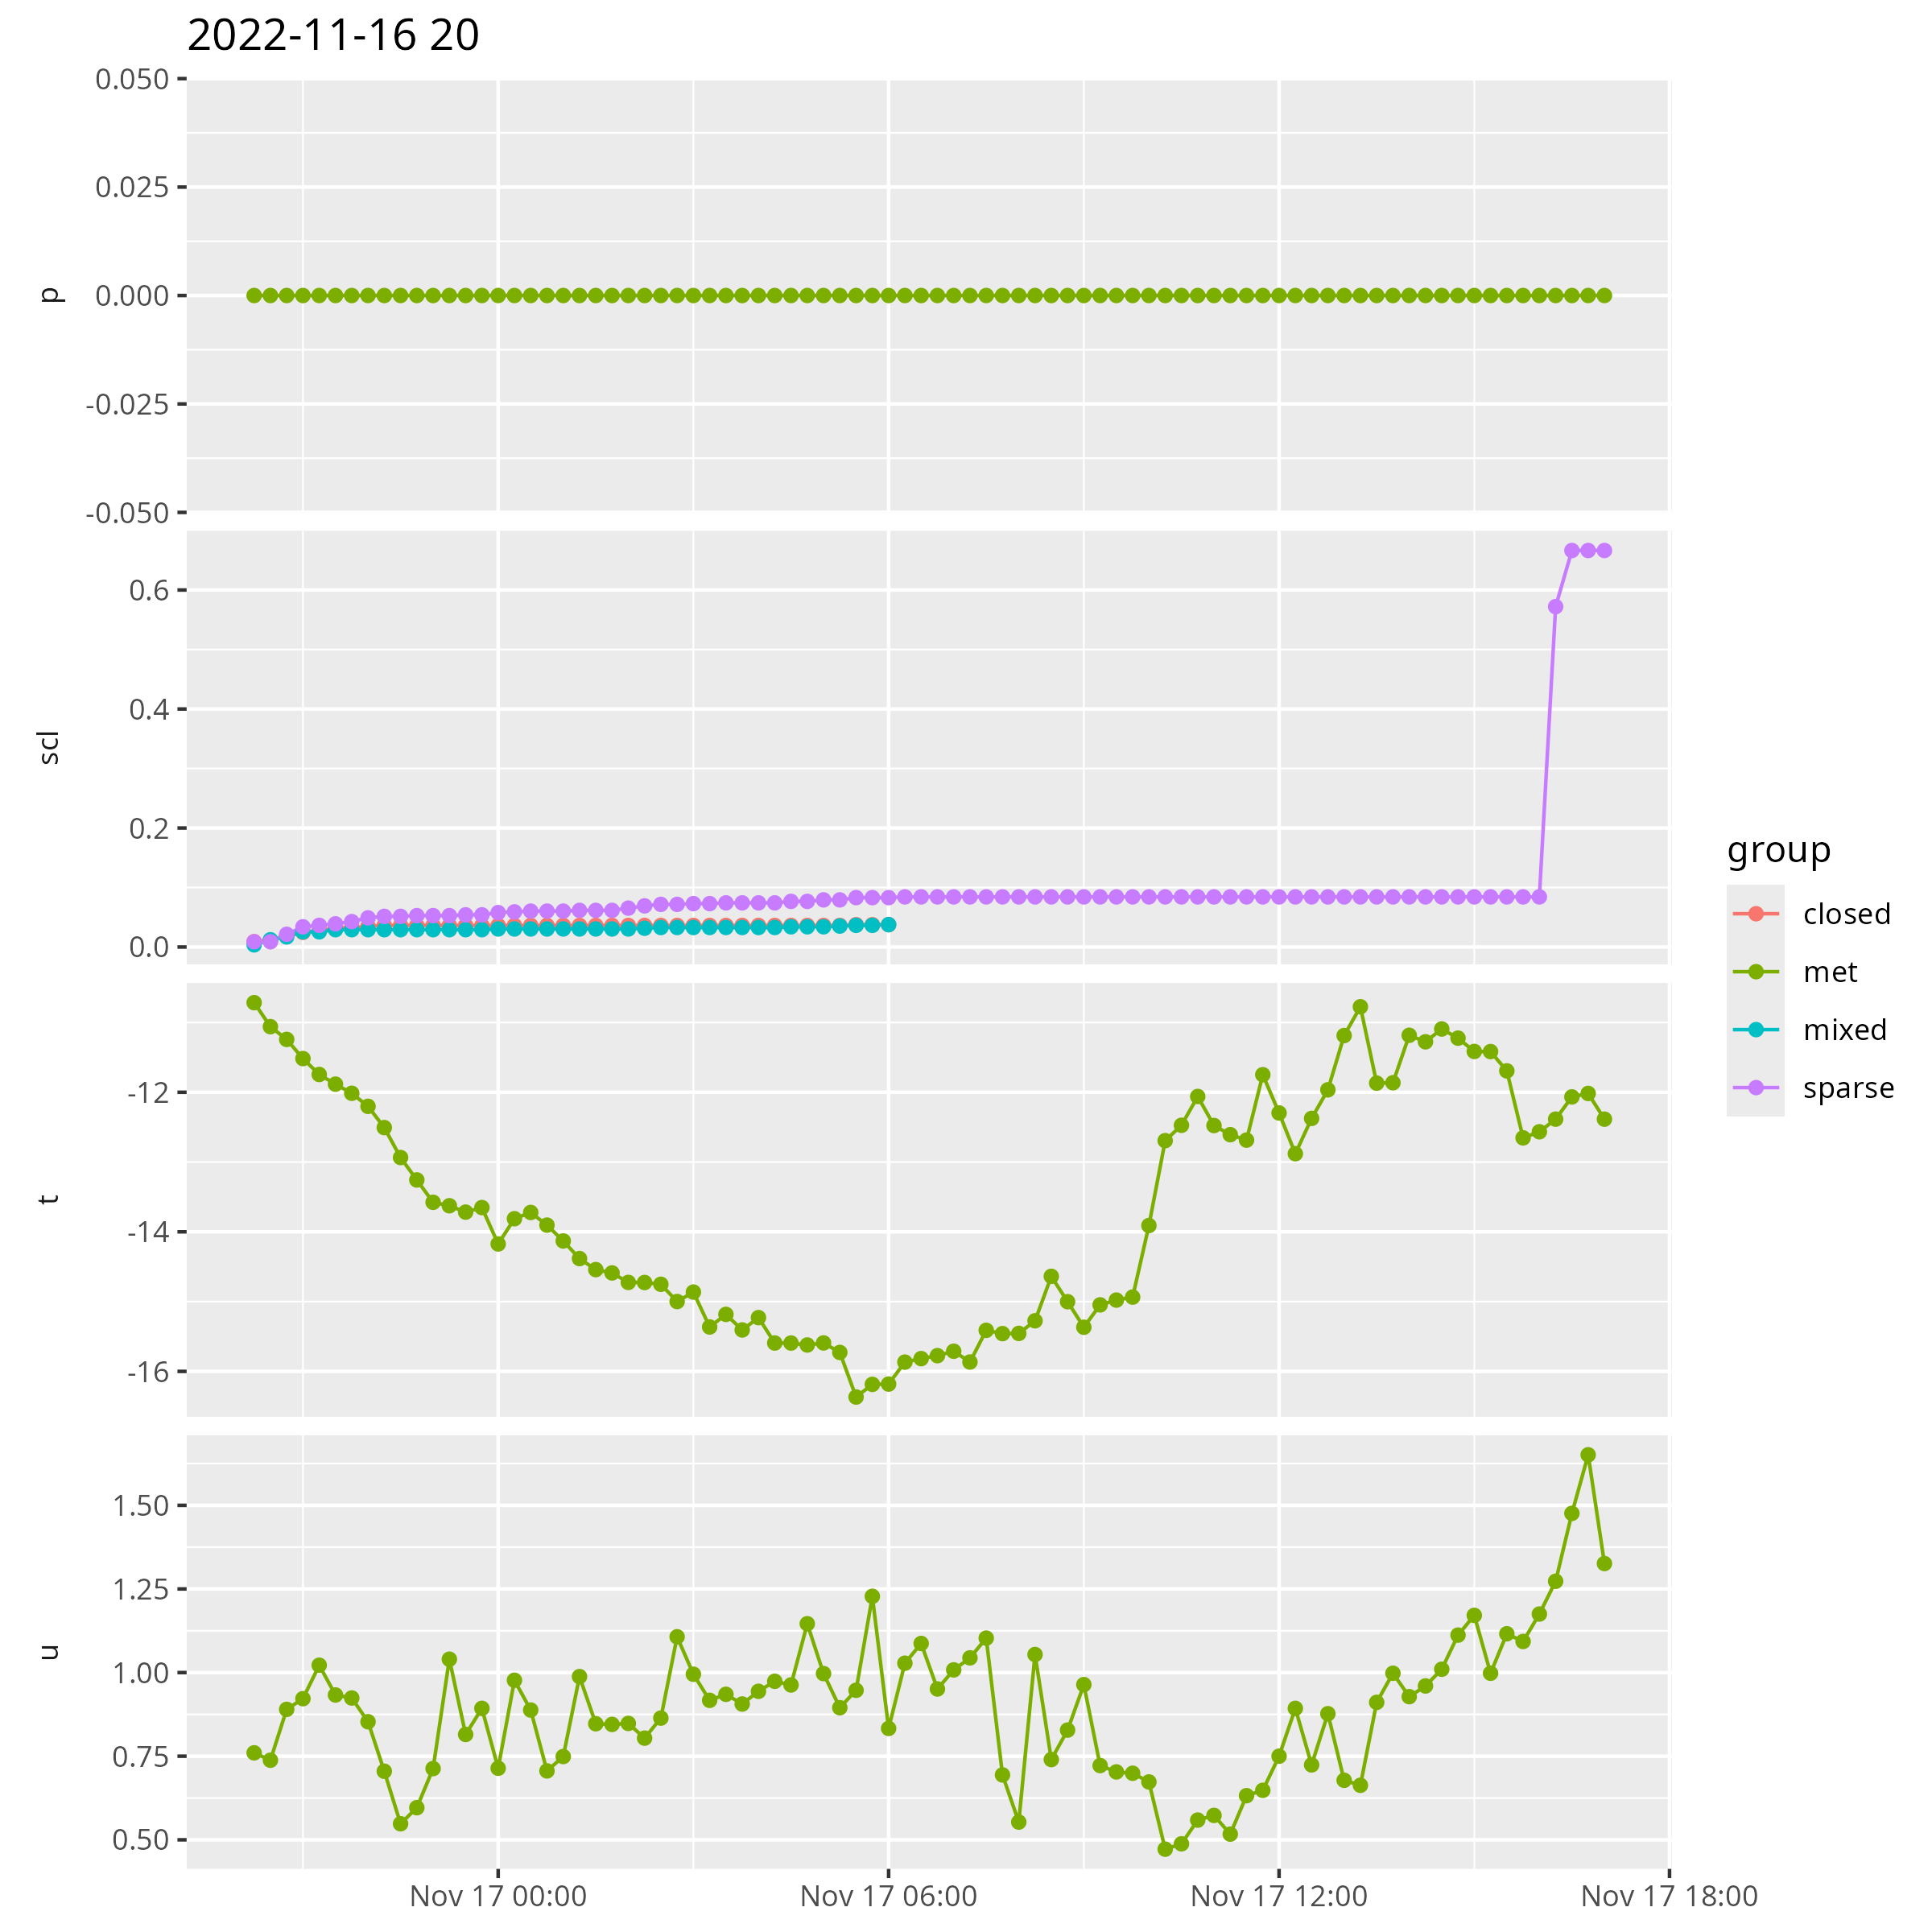 2022-11-16 20
0.050
0.025
0.000
-0.025
-0.050
p
0.6
0.4
0.2
0.0
scl
-12
-14
-16
t
1.50
1.25
1.00
0.75
0.50
u
Nov 17 00:00
Nov 17 06:00
Nov 17 12:00
Nov 17 18:00
group
closed
met
mixed
sparse